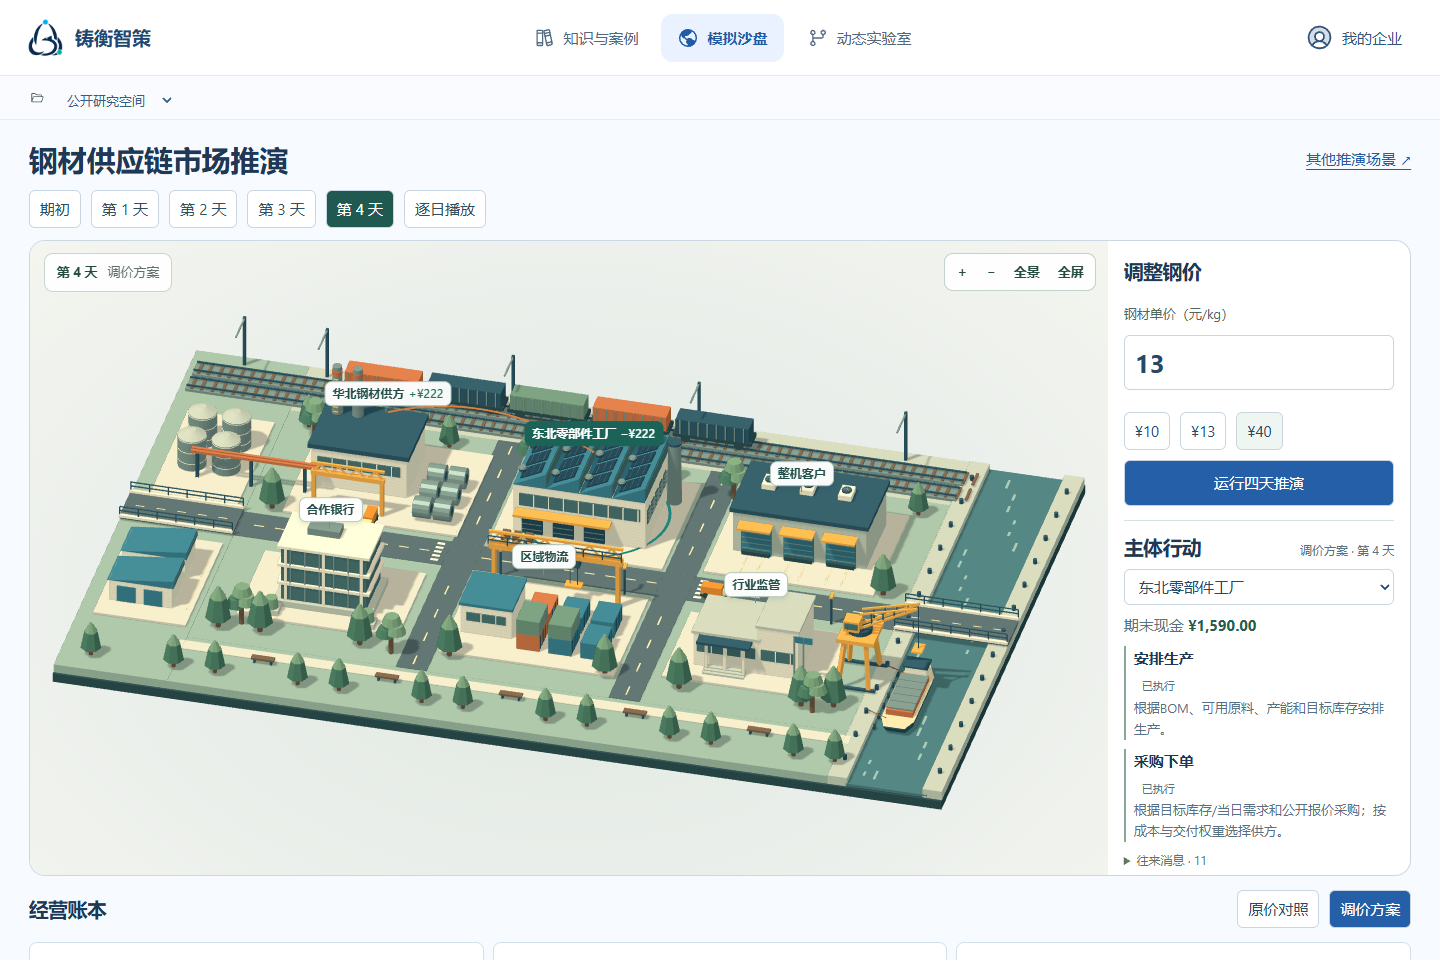 铸衡智策
知识与案例
模拟沙盘
动态实验室
我的企业
公开研究空间
钢材供应链市场推演
其他推演场景 ↗
期初
第 1 天
第 2 天
第 3 天
第 4 天
逐日播放
第 4 天 调价方案
+
−
全景
全屏
华北钢材供方 +¥222
东北零部件工厂 −¥222
整机客户
合作银行
区域物流
行业监管
调整钢价
钢材单价（元/kg）
13
¥10
¥13
¥40
运行四天推演
主体行动
调价方案 · 第 4 天
东北零部件工厂
期末现金 ¥1,590.00
安排生产
已执行
根据BOM、可用原料、产能和目标库存安排
生产。
采购下单
已执行
根据目标库存/当日需求和公开报价采购；按
成本与交付权重选择供方。
往来消息 · 11
经营账本
原价对照
调价方案